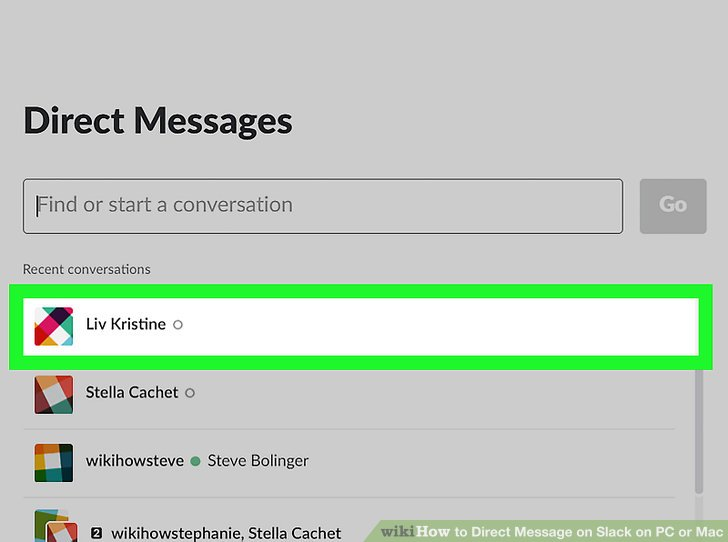 Direct Messages
Find or start a conversation
Go
Recent conversations
Liv Kristine
Stella Cachet
wikihowsteve Steve Bolinger
2 wikihowstephanie, Stella Cachet
wikiHow to Direct Message on Slack on PC or Mac